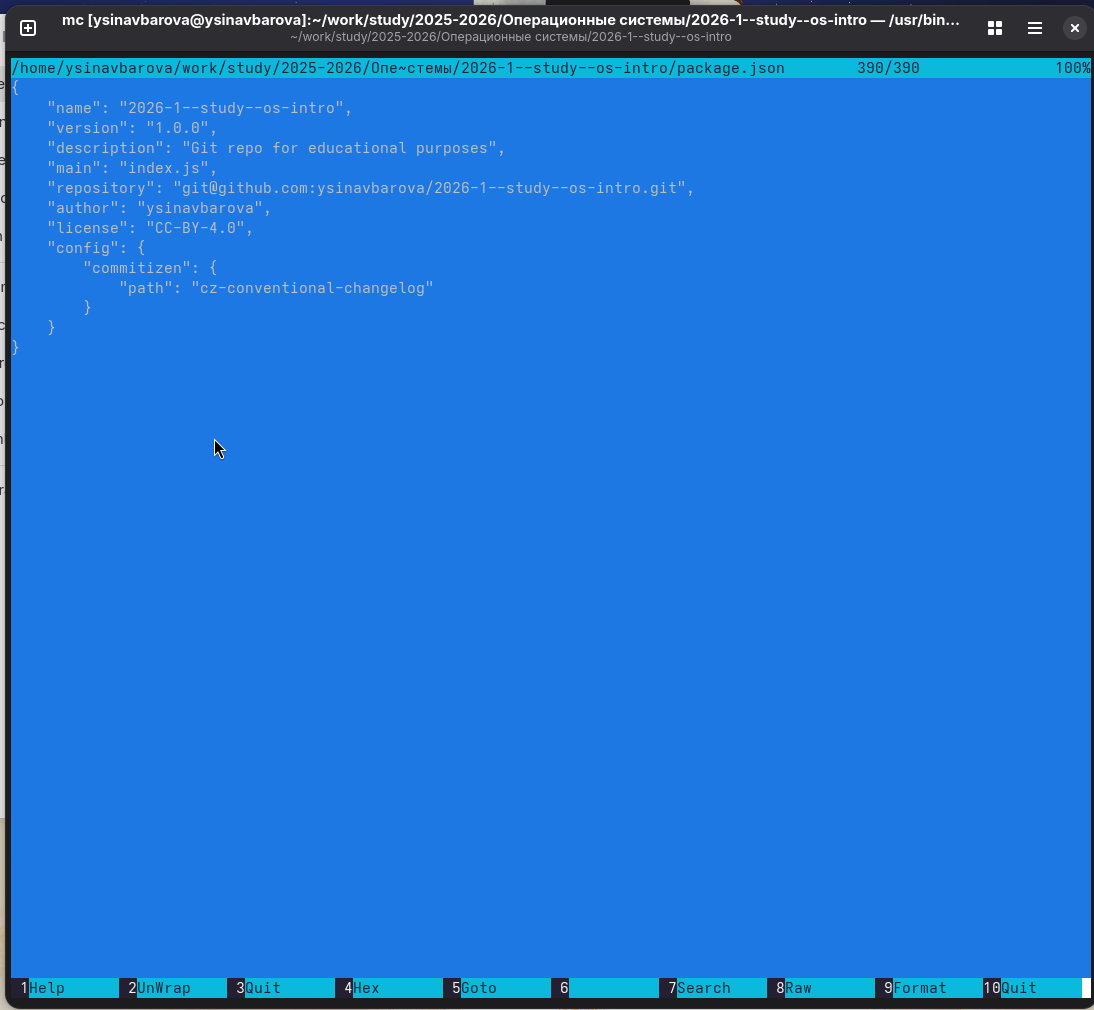 mc [ysinavbarova@ysinavbarova]:~/work/study/2025-2026/Операционные системы/2026-1--study--os-intro — /usr/bin…
~/work/study/2025-2026/Операционные системы/2026-1--study--os-intro
/home/ysinavbarova/work/study/2025-2026/Опе~стемы/2026-1--study--os-intro/package.json 390/390 100%
{
    "name": "2026-1--study--os-intro",
    "version": "1.0.0",
    "description": "Git repo for educational purposes",
    "main": "index.js",
    "repository": "git@github.com:ysinavbarova/2026-1--study--os-intro.git",
    "author": "ysinavbarova",
    "license": "CC-BY-4.0",
    "config": {
        "commitizen": {
            "path": "cz-conventional-changelog"
        }
    }
}
1Help 2UnWrap 3Quit 4Hex 5Goto 6 7Search 8Raw 9Format 10Quit